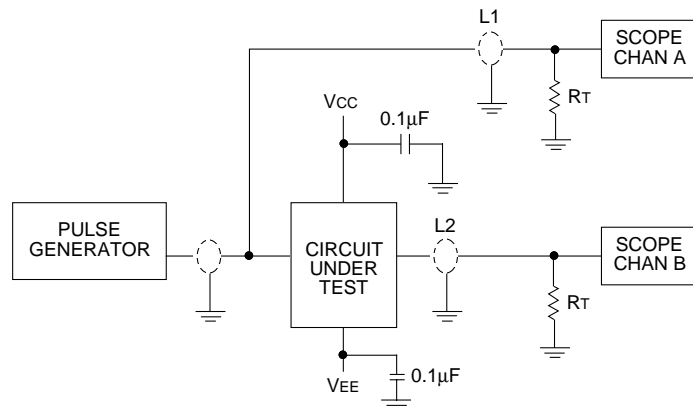 L1
SCOPE
CHAN A
RT
VCC
0.1μF
PULSE
GENERATOR
CIRCUIT
UNDER
TEST
L2
SCOPE
CHAN B
RT
VEE
0.1μF